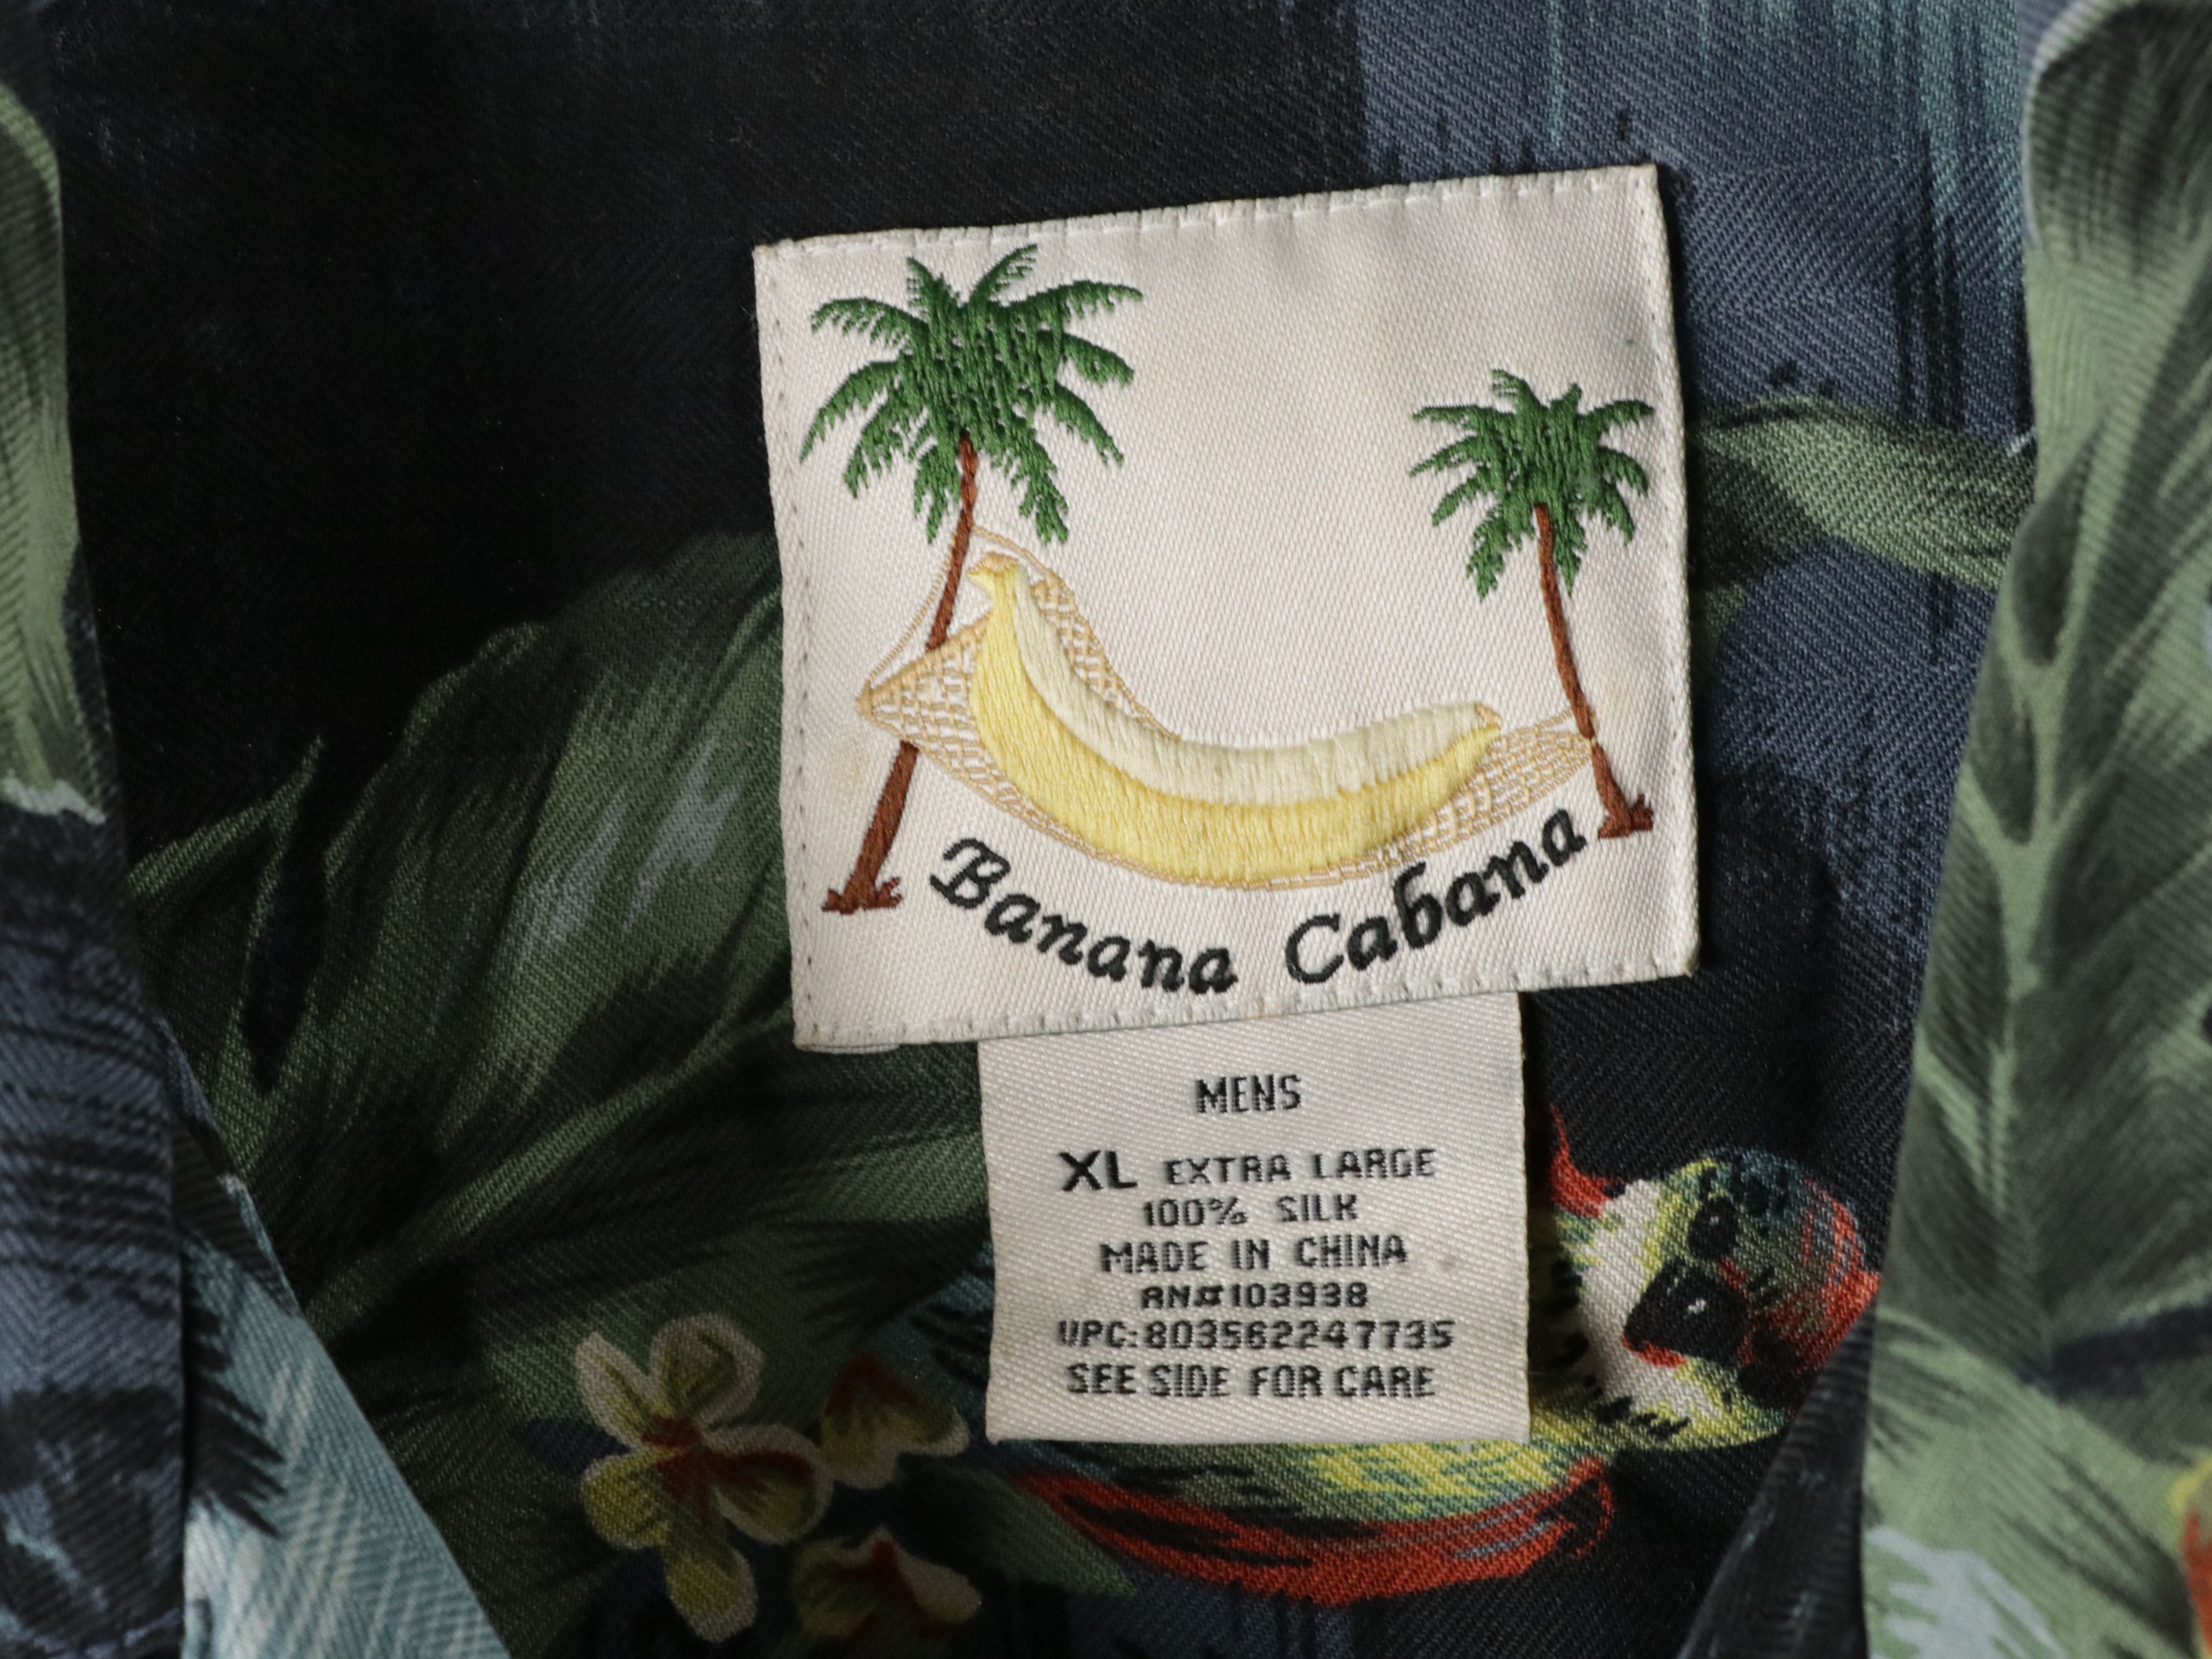 Banana Cabana
MENS
XL EXTRA LARGE
100% SILK
MADE IN CHINA
RN#103938
UPC:803562247735
SEE SIDE FOR CARE